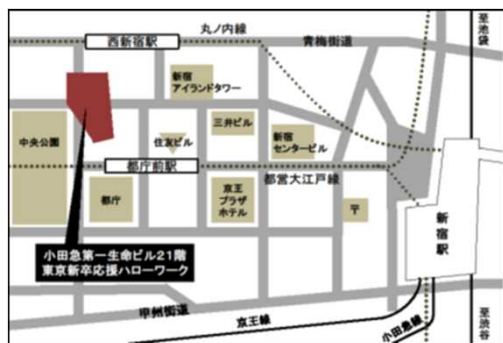 丸ノ内線
西新宿駅
青梅街道
至池袋
新宿
アイランドタワー
中央公園
住友ビル
三井ビル
新宿
センタービル
都庁前駅
都営大江戸線
都庁
京王
プラザ
ホテル
〒
新宿駅
小田急第一生命ビル21階
東京新卒応援ハローワーク
甲州街道
京王線
小田急線
至渋谷